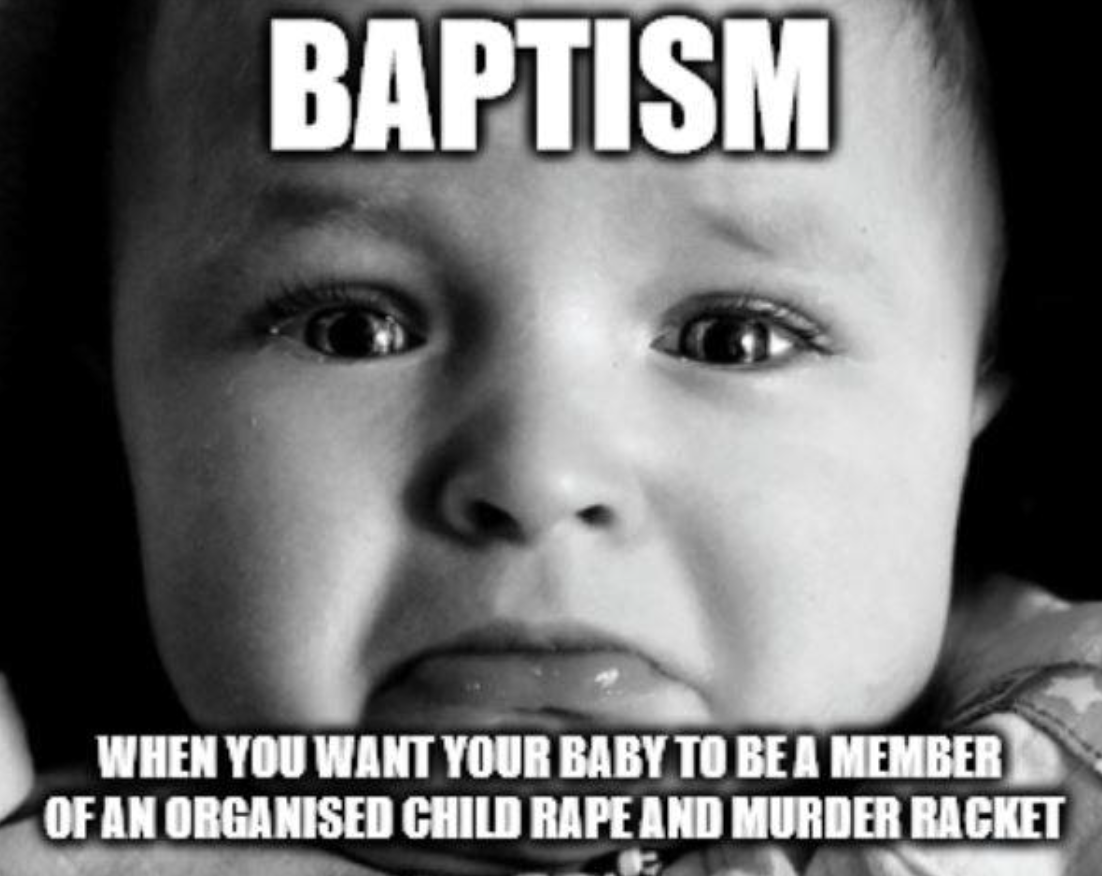 BAPTISM
WHEN YOU WANT YOUR BABY TO BE A MEMBER
OF AN ORGANISED CHILD RAPE AND MURDER RACKET